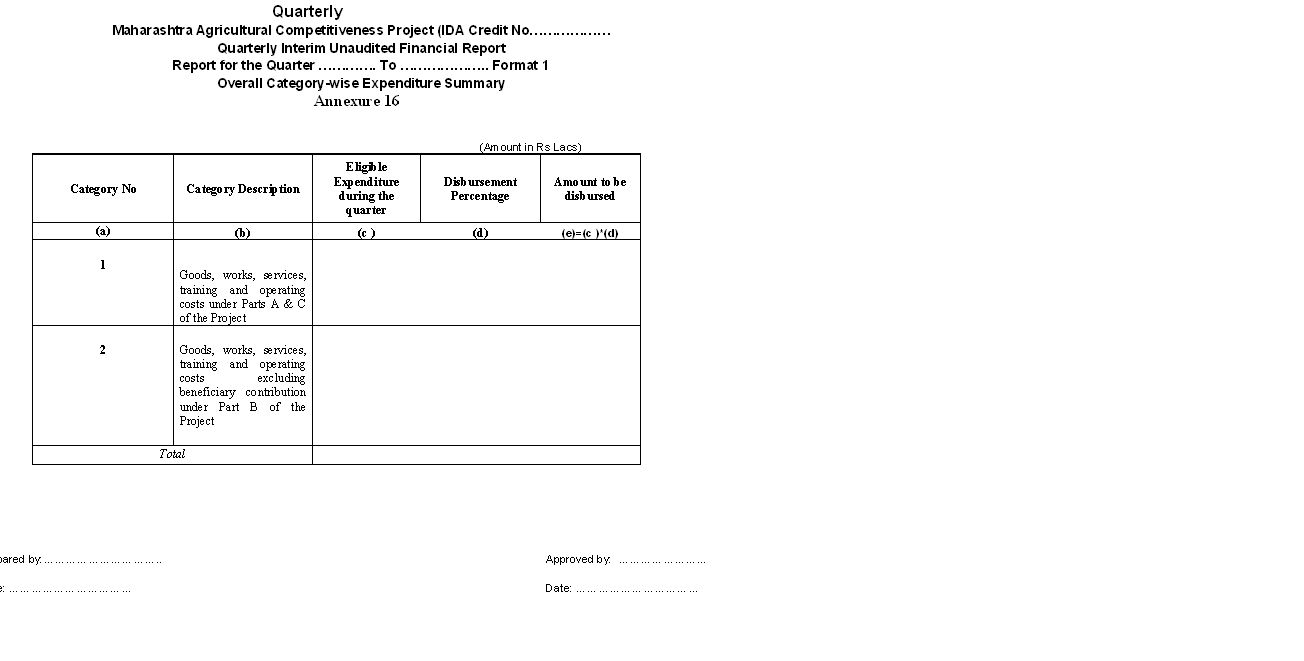 Quarterly
Maharashtra Agricultural Competitiveness Project (IDA Credit No………………
Quarterly Interim Unaudited Financial Report
Report for the Quarter …………. To ……………….. Format 1
Overall Category-wise Expenditure Summary
Annexure 16
(Amount in Rs Lacs)
Category No
Category Description
Eligible
Expenditure
during the
quarter
Disbursement
Percentage
Amount to be
disbursed
(a)
(b)
(c )
(d)
(e)=(c )*(d)
1
Goods, works, services,
training and operating
costs under Parts A & C
of the Project
2
Goods, works, services,
training and operating
costs excluding
beneficiary contribution
under Part B of the
Project
Total
pared by: ……………………………
Approved by: ……………………
e: ……………………………
Date: ……………………………